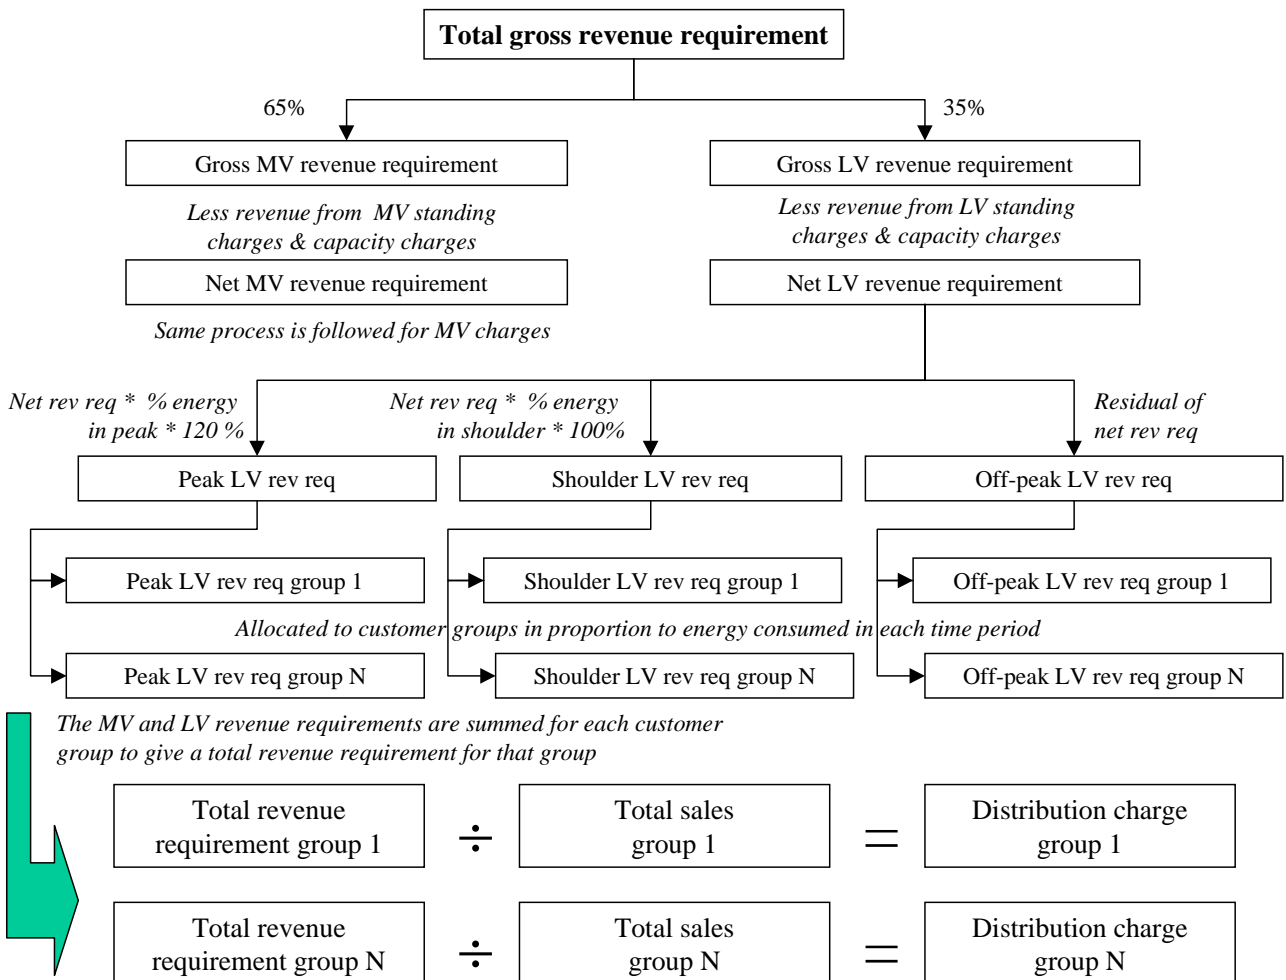 Total gross revenue requirement
65%
35%
Gross MV revenue requirement
Gross LV revenue requirement
Less revenue from MV standing
charges & capacity charges
Less revenue from LV standing
charges & capacity charges
Net MV revenue requirement
Net LV revenue requirement
Same process is followed for MV charges
Net rev req * % energy
in peak * 120 %
Net rev req * % energy
in shoulder * 100%
Residual of
net rev req
Peak LV rev req
Shoulder LV rev req
Off-peak LV rev req
Peak LV rev req group 1
Shoulder LV rev req group 1
Off-peak LV rev req group 1
Allocated to customer groups in proportion to energy consumed in each time period
Peak LV rev req group N
Shoulder LV rev req group N
Off-peak LV rev req group N
The MV and LV revenue requirements are summed for each customer
group to give a total revenue requirement for that group
Total revenue
requirement group 1
÷
Total sales
group 1
=
Distribution charge
group 1
Total revenue
requirement group N
÷
Total sales
group N
=
Distribution charge
group N